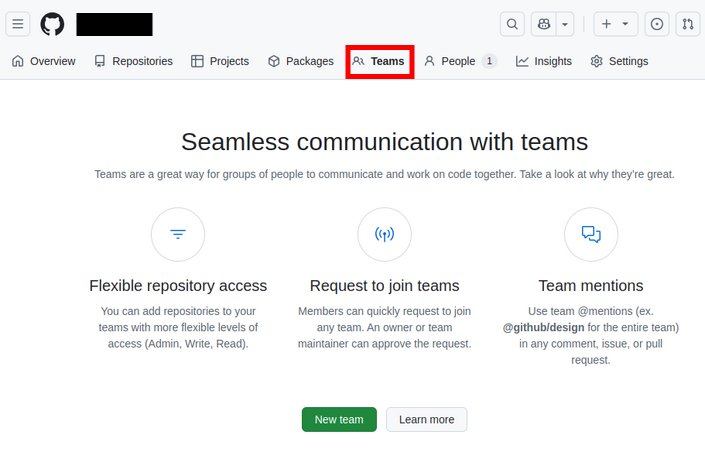 Overview Repositories Projects Packages Teams People 1 Insights Settings
Seamless communication with teams
Teams are a great way for groups of people to communicate and work on code together. Take a look at why they're great.
Flexible repository access
You can add repositories to your
teams with more flexible levels of
access (Admin, Write, Read).
Request to join teams
Members can quickly request to join
any team. An owner or team
maintainer can approve the request.
Team mentions
Use team @mentions (ex.
@github/design for the entire team)
in any comment, issue, or pull
request.
New team Learn more